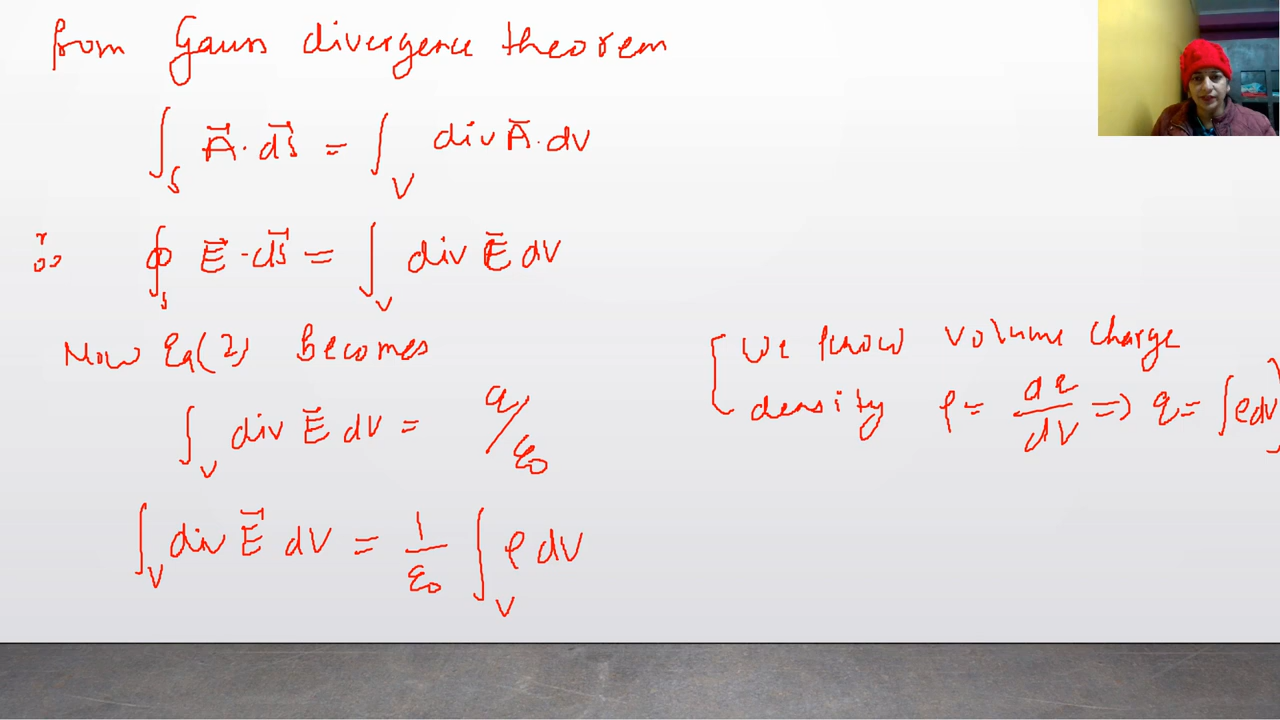 from Gauss divergence theorem
∫_S A⃗ · ds⃗ = ∫_V div A⃗ . dV
∴ ∮_S E⃗ · ds⃗ = ∫_V div E⃗ dV
Now Eq(2) Becomes
∫_V div E⃗ dV = q/ε₀
[We know volume charge
density ρ = dq/dV => q = ∫ρdV]
∫_V div E⃗ dV = 1/ε₀ ∫_V ρ dV